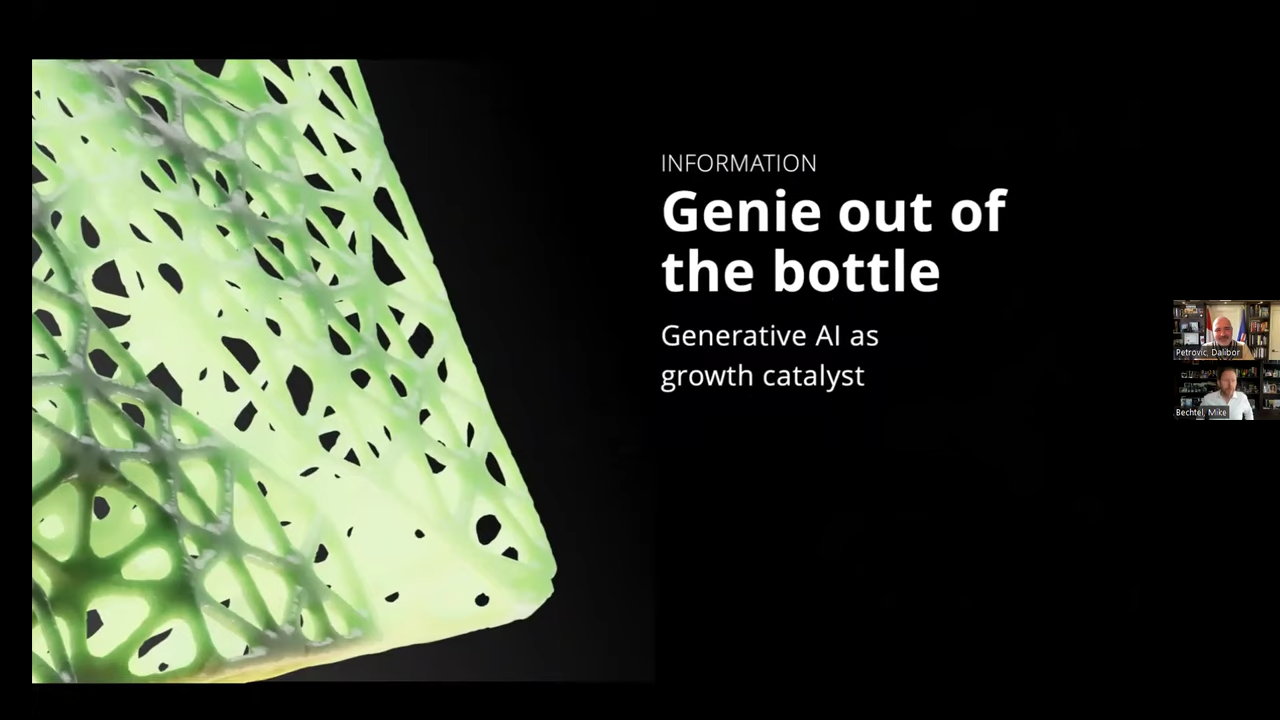 INFORMATION
Genie out of
the bottle
Generative AI as
growth catalyst
Petrovic, Dalibor
Bechtel, Mike